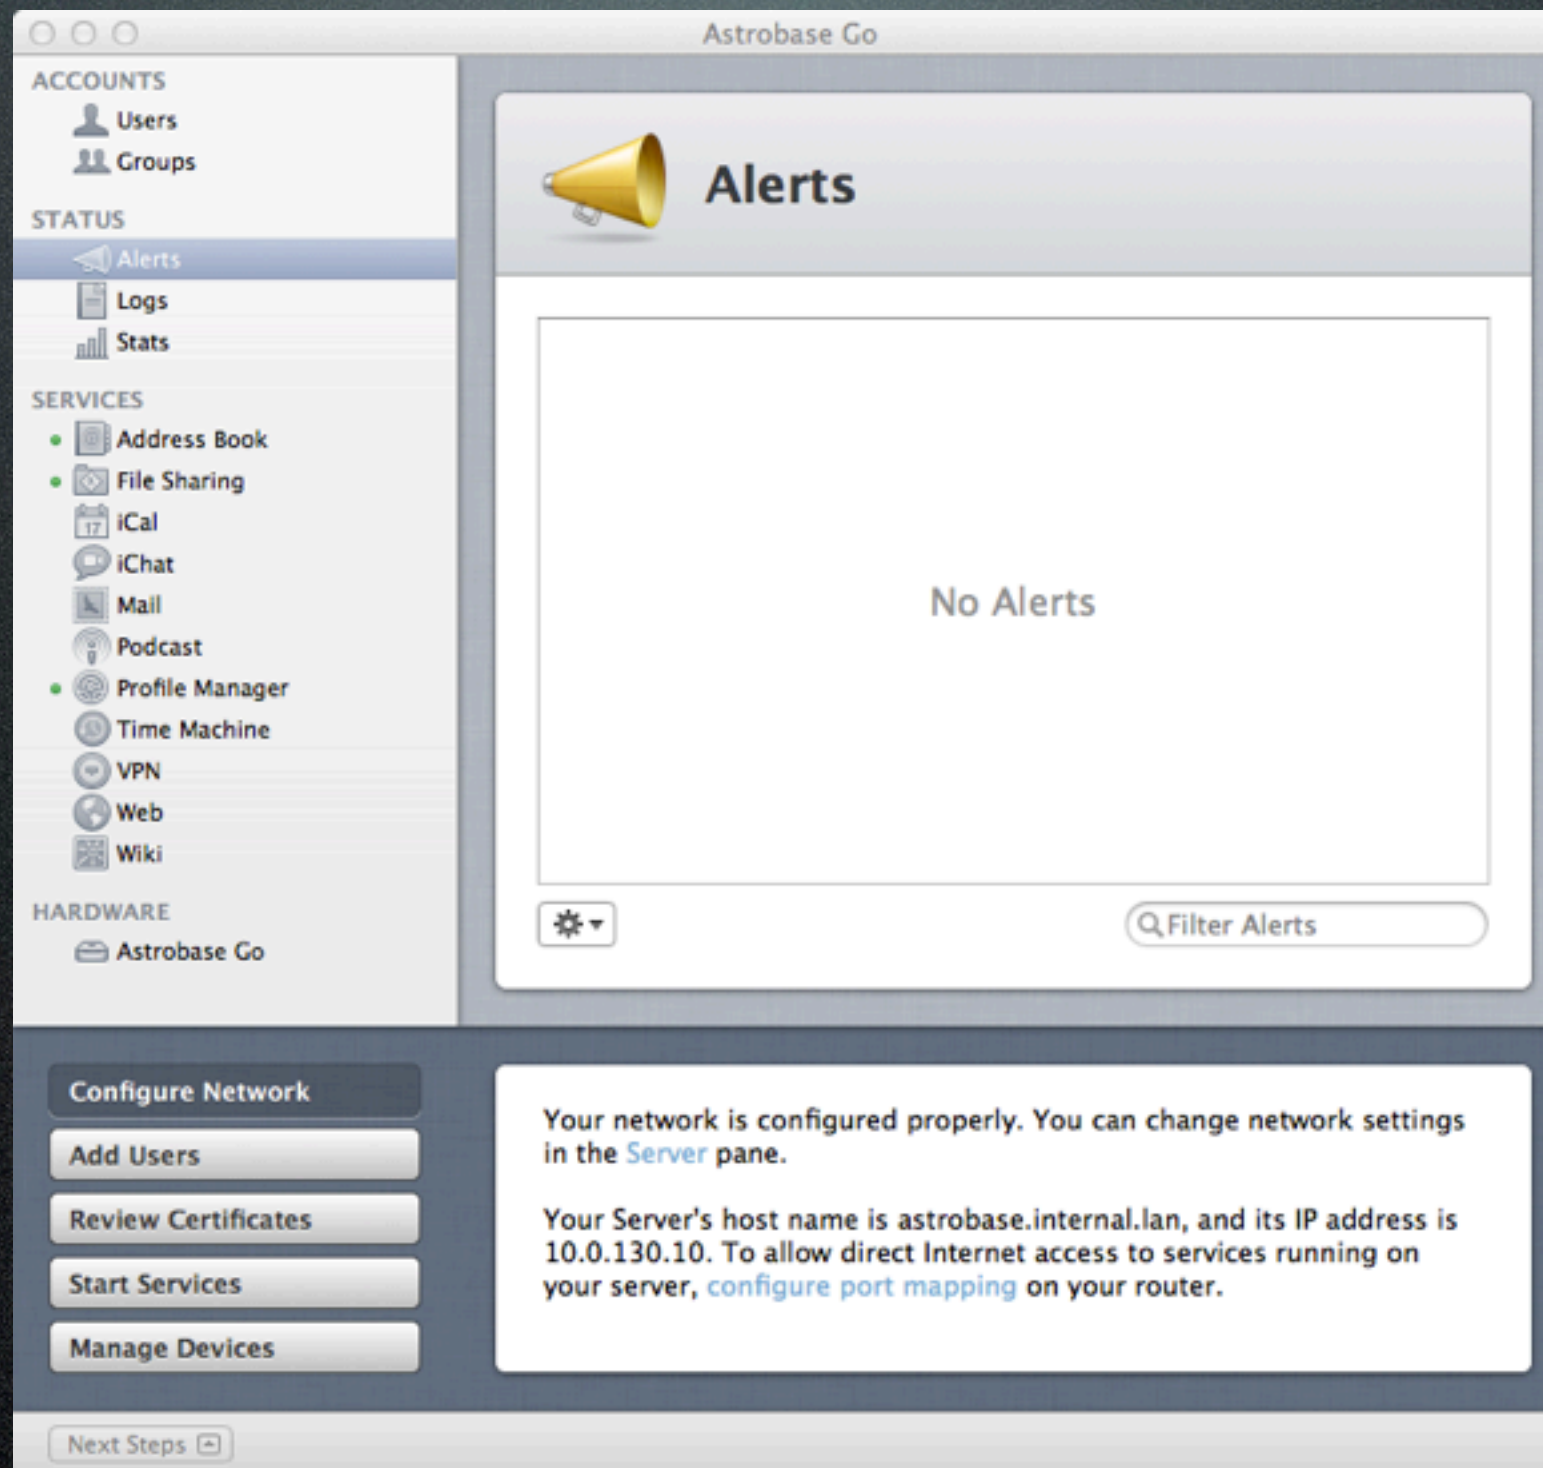 Astrobase Go
ACCOUNTS
Users
Groups
STATUS
Alerts
Logs
Stats
SERVICES
Address Book
File Sharing
17
iCal
iChat
Mail
Podcast
Profile Manager
Time Machine
VPN
Web
Wiki
HARDWARE
Astrobase Go
Alerts
No Alerts
Filter Alerts
Configure Network
Add Users
Review Certificates
Start Services
Manage Devices
Your network is configured properly. You can change network settings
in the Server pane.
Your Server's host name is astrobase.internal.lan, and its IP address is
10.0.130.10. To allow direct Internet access to services running on
your server, configure port mapping on your router.
Next Steps